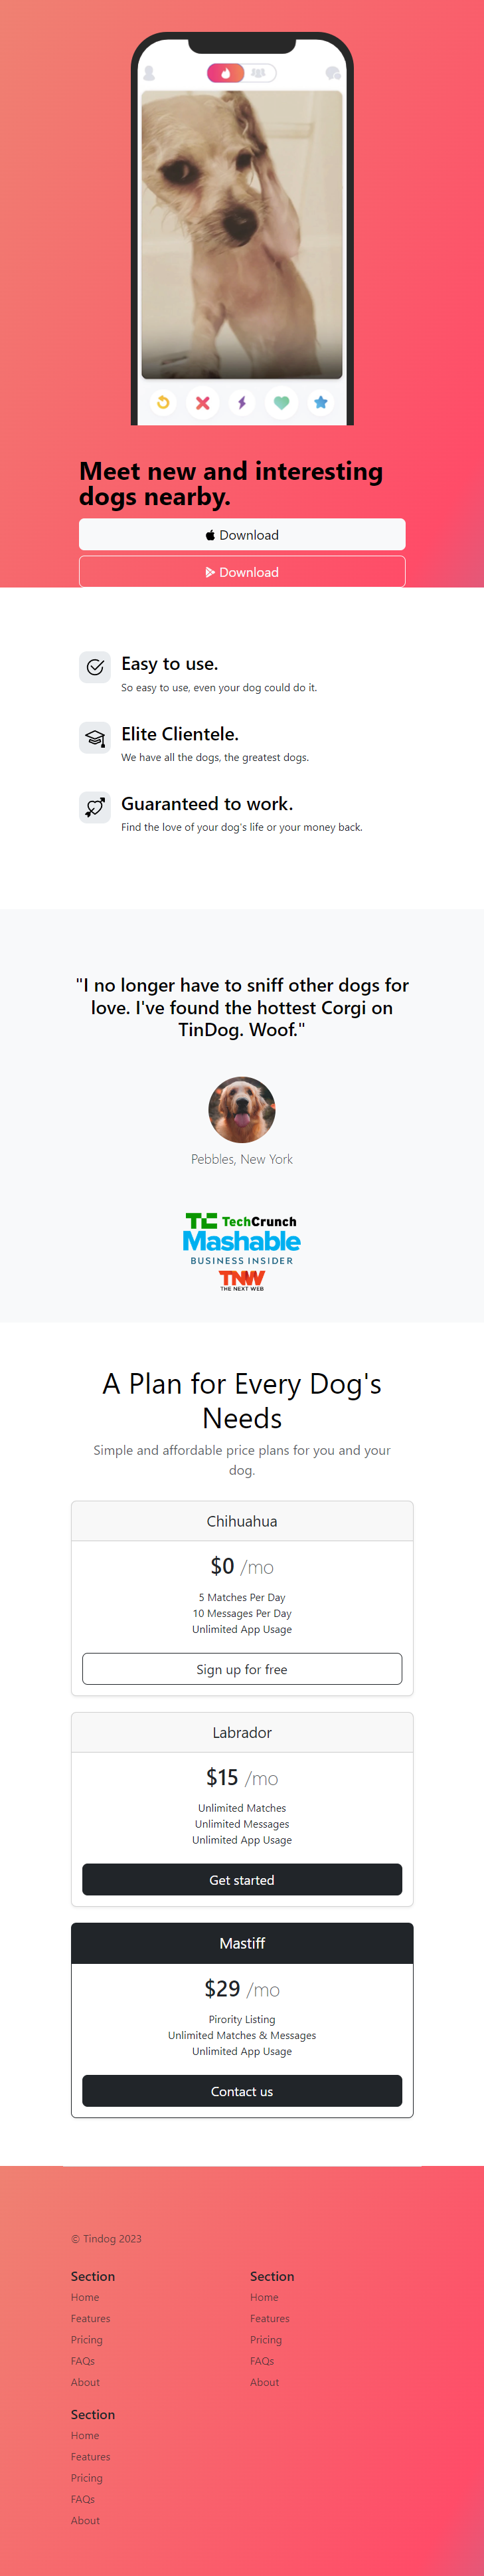 Meet new and interesting
dogs nearby.
Download
Download
Easy to use.
So easy to use, even your dog could do it.
Elite Clientele.
We have all the dogs, the greatest dogs.
Guaranteed to work.
Find the love of your dog's life or your money back.
"I no longer have to sniff other dogs for
love. I've found the hottest Corgi on
TinDog. Woof."
Pebbles, New York
TC TechCrunch
Mashable
BUSINESS INSIDER
TNW
THE NEXT WEB
A Plan for Every Dog's
Needs
Simple and affordable price plans for you and your
dog.
Chihuahua
$0 /mo
5 Matches Per Day
10 Messages Per Day
Unlimited App Usage
Sign up for free
Labrador
$15 /mo
Unlimited Matches
Unlimited Messages
Unlimited App Usage
Get started
Mastiff
$29 /mo
Pirority Listing
Unlimited Matches & Messages
Unlimited App Usage
Contact us
© Tindog 2023
Section
Home
Features
Pricing
FAQs
About
Section
Home
Features
Pricing
FAQs
About
Section
Home
Features
Pricing
FAQs
About